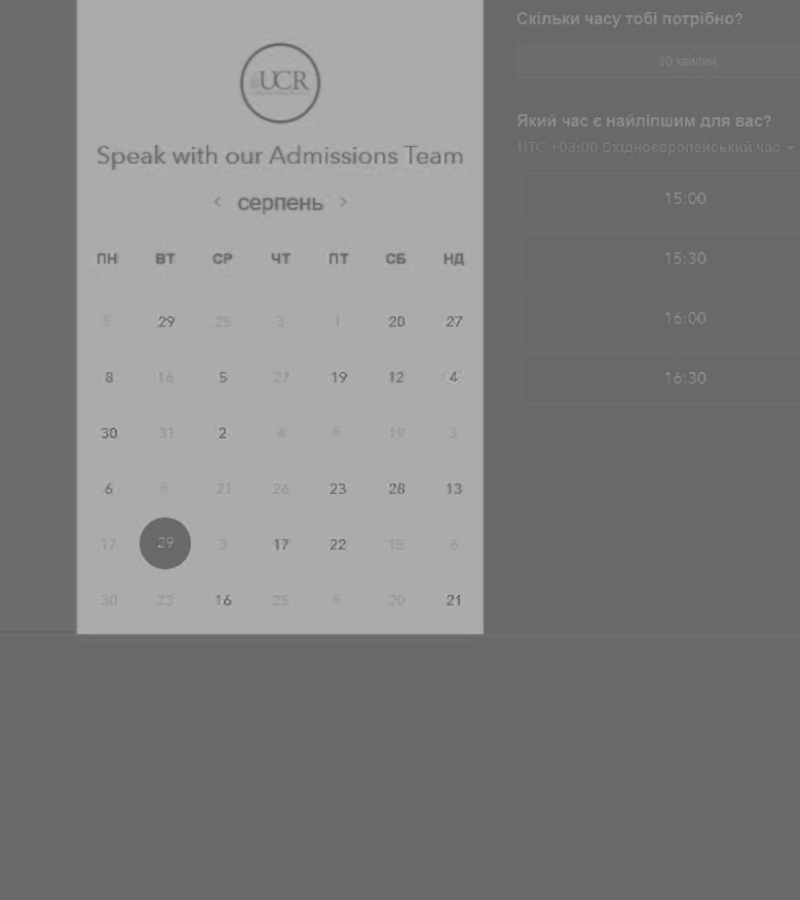 UCR
Speak with our Admissions Team
< серпень >
ПН ВТ СР ЧТ ПТ СБ НД
5 29 25 3 1 20 27
8 16 5 27 19 12 4
30 31 2 4 5 19 3
6 5 21 26 23 28 13
17 29 3 17 22 15 6
30 23 16 25 5 20 21
Скільки часу тобі потрібно?
30 хвилин
Який час є найліпшим для вас?
UTC +03:00 Східноєвропейський час
15:00
15:30
16:00
16:30